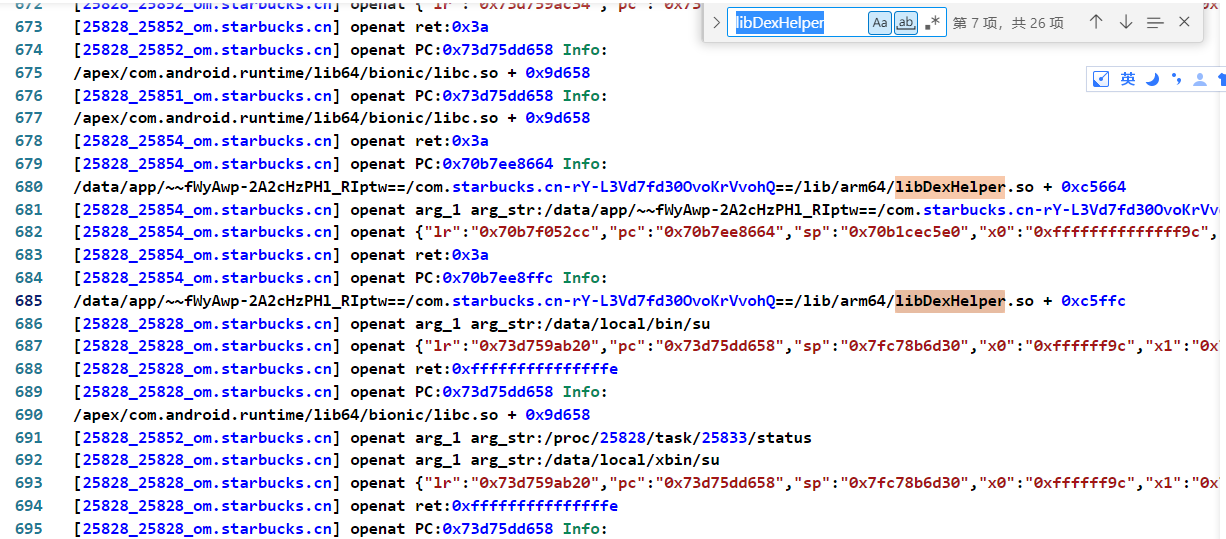 672 [25828_25852_om.starbucks.cn] openat {"lr":"0x73d759ac34","pc":"0x73
673 [25828_25852_om.starbucks.cn] openat ret:0x3a
674 [25828_25852_om.starbucks.cn] openat PC:0x73d75dd658 Info:
675 /apex/com.android.runtime/lib64/bionic/libc.so + 0x9d658
676 [25828_25851_om.starbucks.cn] openat PC:0x73d75dd658 Info:
677 /apex/com.android.runtime/lib64/bionic/libc.so + 0x9d658
678 [25828_25854_om.starbucks.cn] openat ret:0x3a
679 [25828_25854_om.starbucks.cn] openat PC:0x70b7ee8664 Info:
680 /data/app/~~fWyAwp-2A2cHzPHl_RIptw==/com.starbucks.cn-rY-L3Vd7fd30OvoKrVvohQ==/lib/arm64/libDexHelper.so + 0xc5664
681 [25828_25854_om.starbucks.cn] openat arg_1 arg_str:/data/app/~~fWyAwp-2A2cHzPHl_RIptw==/com.starbucks.cn-rY-L3Vd7fd30OvoKrVv
682 [25828_25854_om.starbucks.cn] openat {"lr":"0x70b7f052cc","pc":"0x70b7ee8664","sp":"0x70b1cec5e0","x0":"0xffffffffffffff9c",
683 [25828_25854_om.starbucks.cn] openat ret:0x3a
684 [25828_25854_om.starbucks.cn] openat PC:0x70b7ee8ffc Info:
685 /data/app/~~fWyAwp-2A2cHzPHl_RIptw==/com.starbucks.cn-rY-L3Vd7fd30OvoKrVvohQ==/lib/arm64/libDexHelper.so + 0xc5ffc
686 [25828_25828_om.starbucks.cn] openat arg_1 arg_str:/data/local/bin/su
687 [25828_25828_om.starbucks.cn] openat {"lr":"0x73d759ab20","pc":"0x73d75dd658","sp":"0x7fc78b6d30","x0":"0xffffff9c","x1":"0x
688 [25828_25828_om.starbucks.cn] openat ret:0xfffffffffffffffe
689 [25828_25828_om.starbucks.cn] openat PC:0x73d75dd658 Info:
690 /apex/com.android.runtime/lib64/bionic/libc.so + 0x9d658
691 [25828_25852_om.starbucks.cn] openat arg_1 arg_str:/proc/25828/task/25833/status
692 [25828_25828_om.starbucks.cn] openat arg_1 arg_str:/data/local/xbin/su
693 [25828_25828_om.starbucks.cn] openat {"lr":"0x73d759ab20","pc":"0x73d75dd658","sp":"0x7fc78b6d30","x0":"0xffffff9c","x1":"0x
694 [25828_25828_om.starbucks.cn] openat ret:0xfffffffffffffffe
695 [25828_25828_om.starbucks.cn] openat PC:0x73d75dd658 Info:
libDexHelper Aa ab .* 第 7 项，共 26 项
英